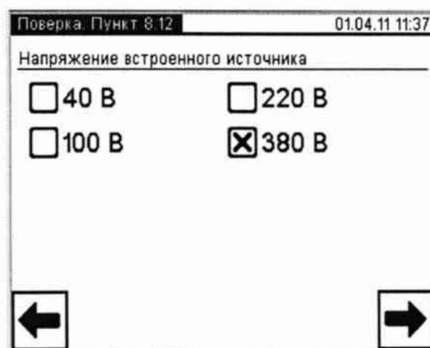 Поверка. Пункт 8.12 01.04.11 11:37
Напряжение встроенного источника
40 В 220 В
100 В 380 В